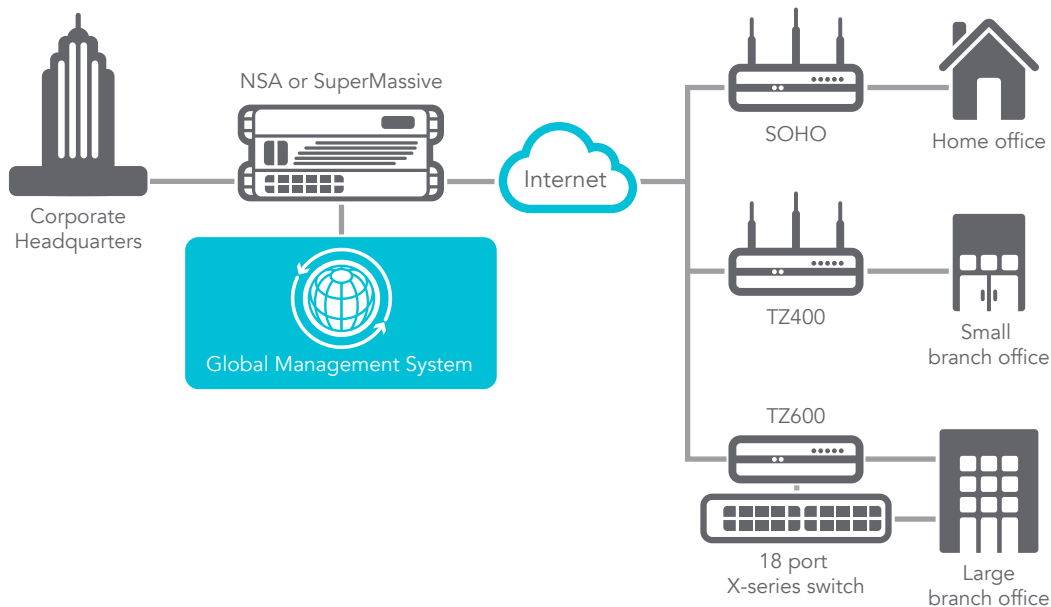 NSA or SuperMassive
Corporate
Headquarters
Global Management System
Internet
SOHO
Home office
TZ400
Small
branch office
TZ600
18 port
X-series switch
Large
branch office